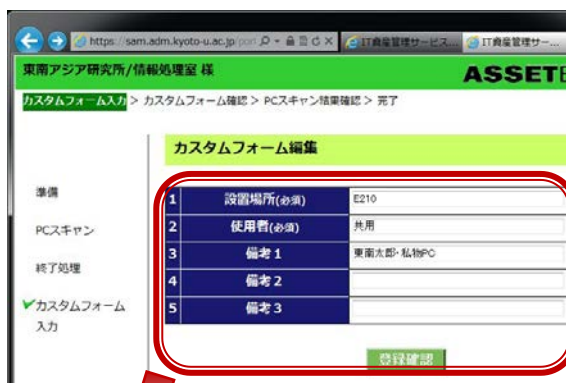 https://sam.adm.kyoto-u.ac.jp/port
IT資産管理サービス...
IT資産管理サー...
東南アジア研究所/情報処理室 様
ASSET
カスタムフォーム入力 > カスタムフォーム確認 > PCスキャン結果確認 > 完了
カスタムフォーム編集
準備
PCスキャン
終了処理
カスタムフォーム
入力
1 設置場所(必須) E210
2 使用者(必須) 共用
3 備考1 東南太郎・私物PC
4 備考2
5 備考3
登録確認